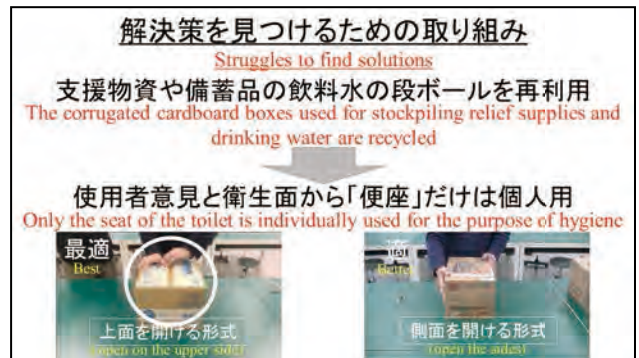 解決策を見つけるための取り組み
Struggles to find solutions
支援物資や備蓄品の飲料水の段ボールを再利用
The corrugated cardboard boxes used for stockpiling relief supplies and
drinking water are recycled
使用者意見と衛生面から「便座」だけは個人用
Only the seat of the toilet is individually used for the purpose of hygiene
最適
Best
上面を開ける形式
(open on the upper side)
適
Better
側面を開ける形式
(open the sides)